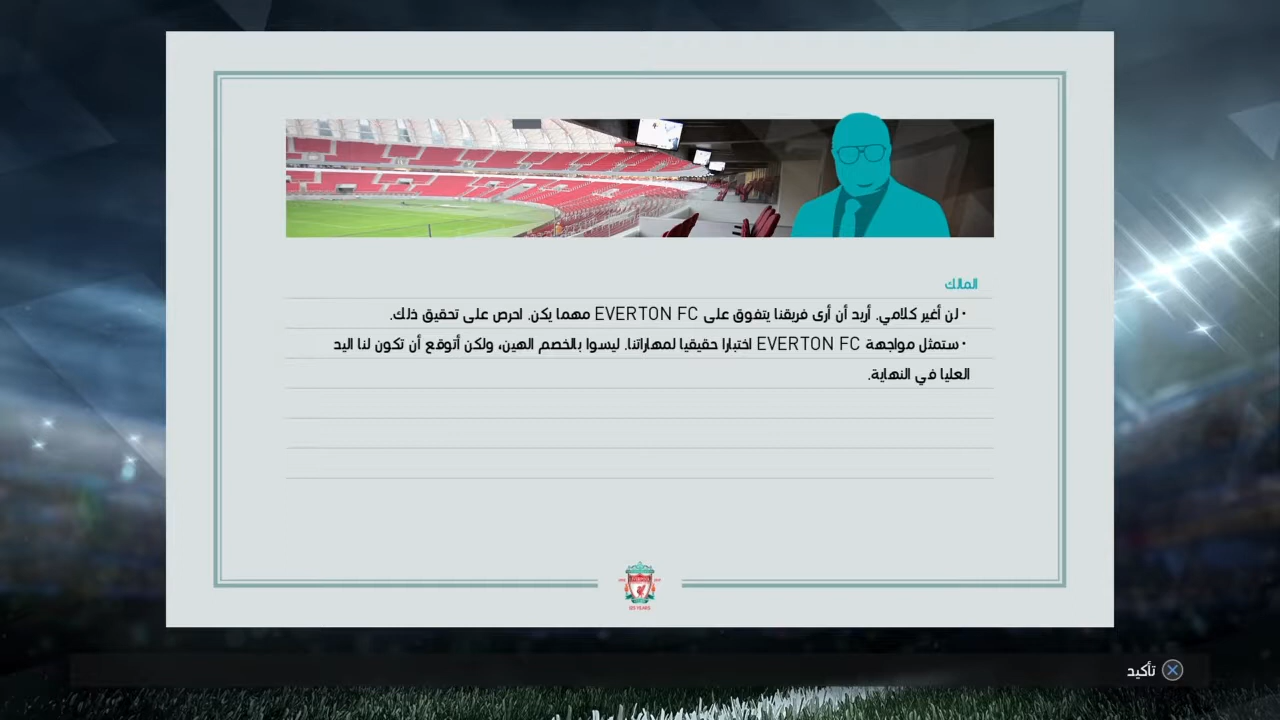 المالك
· لن أغير كلامي. أريد أن أرى فريقنا يتفوق على EVERTON FC مهما يكن. احرص على تحقيق ذلك.
· ستمثل مواجهة EVERTON FC اختبارا حقيقيا لمهاراتنا. ليسوا بالخصم الهين، ولكن أتوقع أن تكون لنا اليد
العليا في النهاية.
125 YEARS
تأكيد